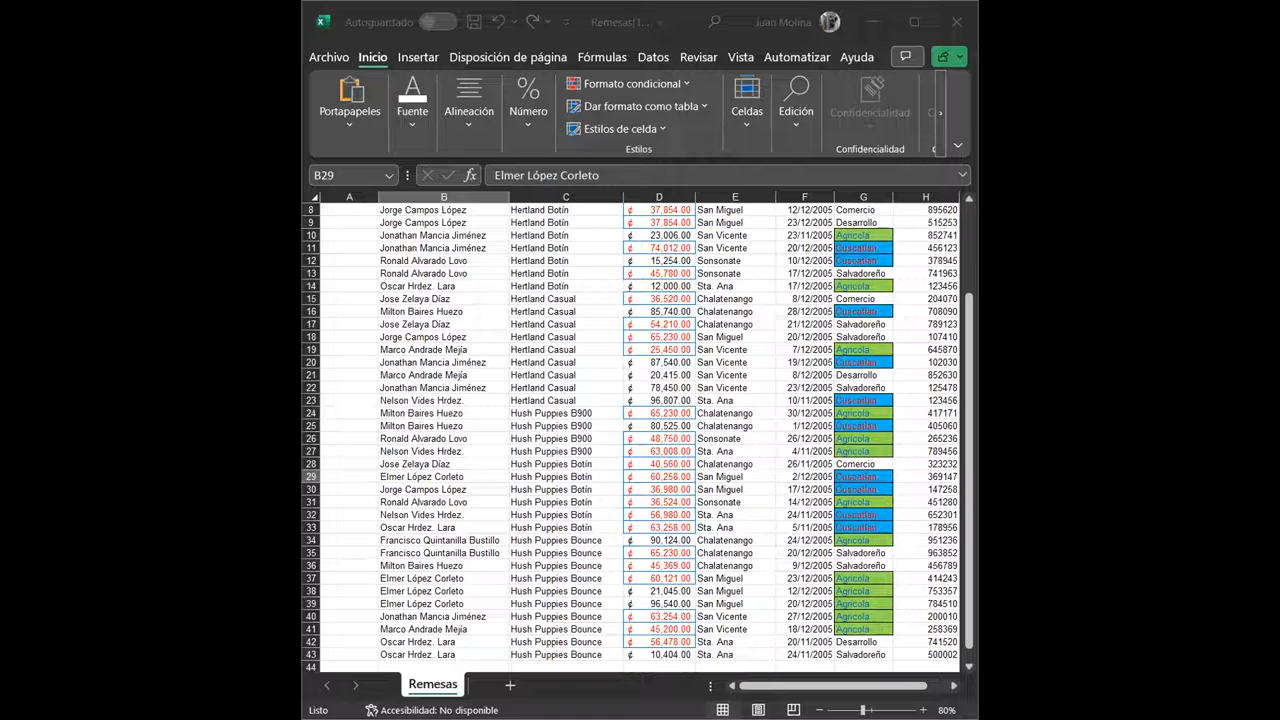 Autoguardado Remesas[1... Juan Molina
Archivo Inicio Insertar Disposición de página Fórmulas Datos Revisar Vista Automatizar Ayuda
Portapapeles Fuente Alineación Número Formato condicional Dar formato como tabla Estilos de celda Celdas Edición Confidencialidad
Estilos Confidencialidad
B29 fx Elmer López Corleto
A B C D E F G H
8 Jorge Campos López Hertland Botín ¢ 37,854.00 San Miguel 12/12/2005 Comercio 895620
9 Jorge Campos López Hertland Botín ¢ 37,854.00 San Miguel 23/12/2005 Desarrollo 515253
10 Jonathan Mancia Jiménez Hertland Botín ¢ 23,006.00 San Vicente 23/11/2005 Agricola 852741
11 Jonathan Mancia Jiménez Hertland Botín ¢ 74,012.00 San Vicente 20/12/2005 Cuscatlan 456123
12 Ronald Alvarado Lovo Hertland Botín ¢ 15,254.00 Sonsonate 10/12/2005 Cuscatlan 378945
13 Ronald Alvarado Lovo Hertland Botín ¢ 45,780.00 Sonsonate 17/12/2005 Salvadoreño 741963
14 Oscar Hrdez. Lara Hertland Botín ¢ 12,000.00 Sta. Ana 17/12/2005 Agricola 123456
15 Jose Zelaya Díaz Hertland Casual ¢ 36,520.00 Chalatenango 8/12/2005 Comercio 204070
16 Milton Baires Huezo Hertland Casual ¢ 85,740.00 Chalatenango 28/12/2005 Cuscatlan 708090
17 Jose Zelaya Díaz Hertland Casual ¢ 54,210.00 Chalatenango 21/12/2005 Salvadoreño 789123
18 Jorge Campos López Hertland Casual ¢ 65,230.00 San Miguel 20/12/2005 Salvadoreño 107410
19 Marco Andrade Mejía Hertland Casual ¢ 25,450.00 San Vicente 7/12/2005 Agricola 645870
20 Jonathan Mancia Jiménez Hertland Casual ¢ 87,540.00 San Vicente 19/12/2005 Cuscatlan 102030
21 Marco Andrade Mejía Hertland Casual ¢ 20,415.00 San Vicente 8/12/2005 Desarrollo 852630
22 Jonathan Mancia Jiménez Hertland Casual ¢ 78,450.00 San Vicente 23/12/2005 Salvadoreño 125478
23 Nelson Vides Hrdez. Hertland Casual ¢ 96,807.00 Sta. Ana 10/11/2005 Cuscatlan 123456
24 Milton Baires Huezo Hush Puppies B900 ¢ 65,230.00 Chalatenango 30/12/2005 Agricola 417171
25 Milton Baires Huezo Hush Puppies B900 ¢ 80,525.00 Chalatenango 1/12/2005 Cuscatlan 405060
26 Ronald Alvarado Lovo Hush Puppies B900 ¢ 48,750.00 Sonsonate 26/12/2005 Agricola 265236
27 Nelson Vides Hrdez. Hush Puppies B900 ¢ 63,008.00 Sta. Ana 4/11/2005 Agricola 789456
28 Jose Zelaya Díaz Hush Puppies Botín ¢ 40,560.00 Chalatenango 26/11/2005 Comercio 323232
29 Elmer López Corleto Hush Puppies Botín ¢ 60,258.00 San Miguel 2/12/2005 Cuscatlan 369147
30 Jorge Campos López Hush Puppies Botín ¢ 36,980.00 San Miguel 17/12/2005 Cuscatlan 147258
31 Ronald Alvarado Lovo Hush Puppies Botín ¢ 36,524.00 Sonsonate 14/12/2005 Agricola 451280
32 Nelson Vides Hrdez. Hush Puppies Botín ¢ 56,980.00 Sta. Ana 24/11/2005 Cuscatlan 652301
33 Oscar Hrdez. Lara Hush Puppies Botín ¢ 63,258.00 Sta. Ana 5/11/2005 Cuscatlan 178956
34 Francisco Quintanilla Bustillo Hush Puppies Bounce ¢ 90,124.00 Chalatenango 24/12/2005 Agricola 951236
35 Francisco Quintanilla Bustillo Hush Puppies Bounce ¢ 65,230.00 Chalatenango 20/12/2005 Salvadoreño 963852
36 Milton Baires Huezo Hush Puppies Bounce ¢ 45,369.00 Chalatenango 9/12/2005 Salvadoreño 456789
37 Elmer López Corleto Hush Puppies Bounce ¢ 60,121.00 San Miguel 23/12/2005 Agricola 414243
38 Elmer López Corleto Hush Puppies Bounce ¢ 21,045.00 San Miguel 12/12/2005 Agricola 753357
39 Elmer López Corleto Hush Puppies Bounce ¢ 96,540.00 San Miguel 20/12/2005 Agricola 784510
40 Jonathan Mancia Jiménez Hush Puppies Bounce ¢ 63,254.00 San Vicente 27/12/2005 Agricola 200010
41 Marco Andrade Mejía Hush Puppies Bounce ¢ 45,200.00 San Vicente 18/12/2005 Agricola 258369
42 Oscar Hrdez. Lara Hush Puppies Bounce ¢ 56,478.00 Sta. Ana 20/11/2005 Desarrollo 741520
43 Oscar Hrdez. Lara Hush Puppies Bounce ¢ 10,404.00 Sta. Ana 24/11/2005 Salvadoreño 500002
44
Remesas
Listo Accesibilidad: No disponible 80%